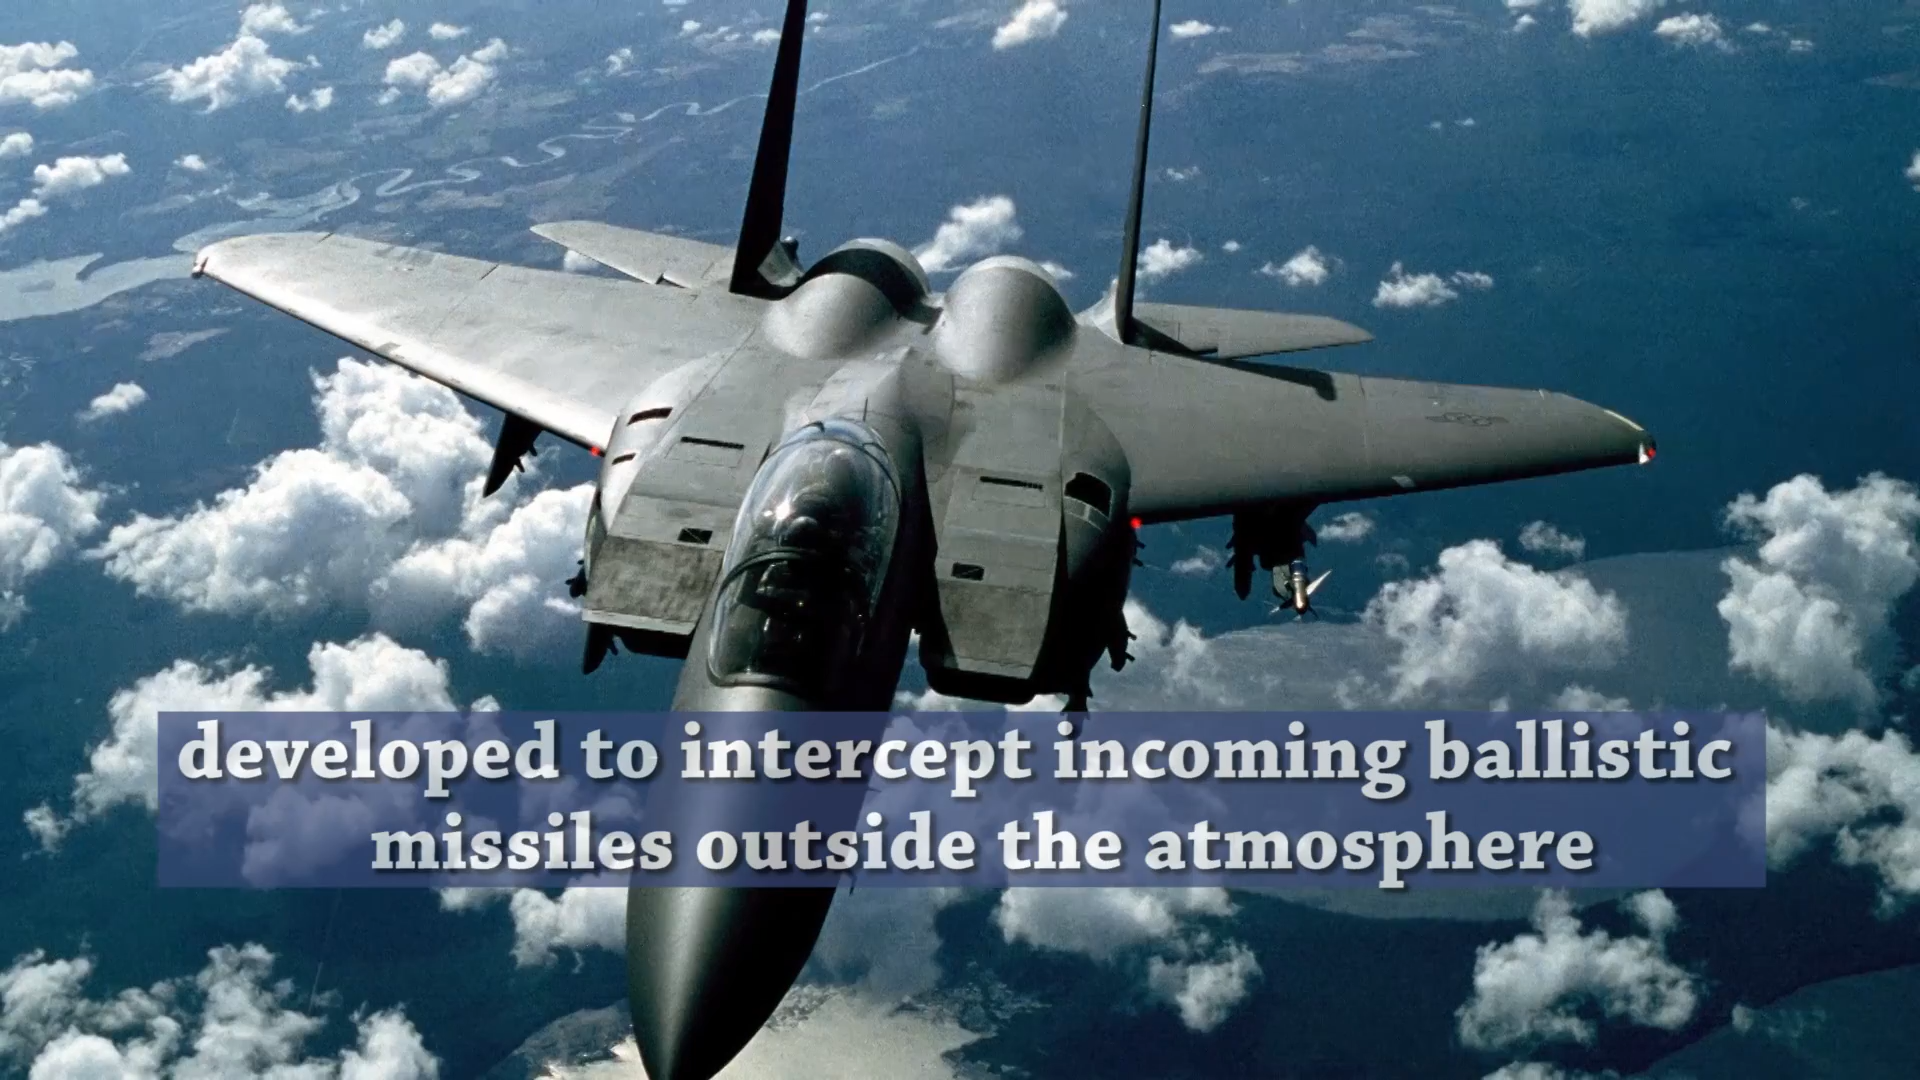 developed to intercept incoming ballistic
missiles outside the atmosphere